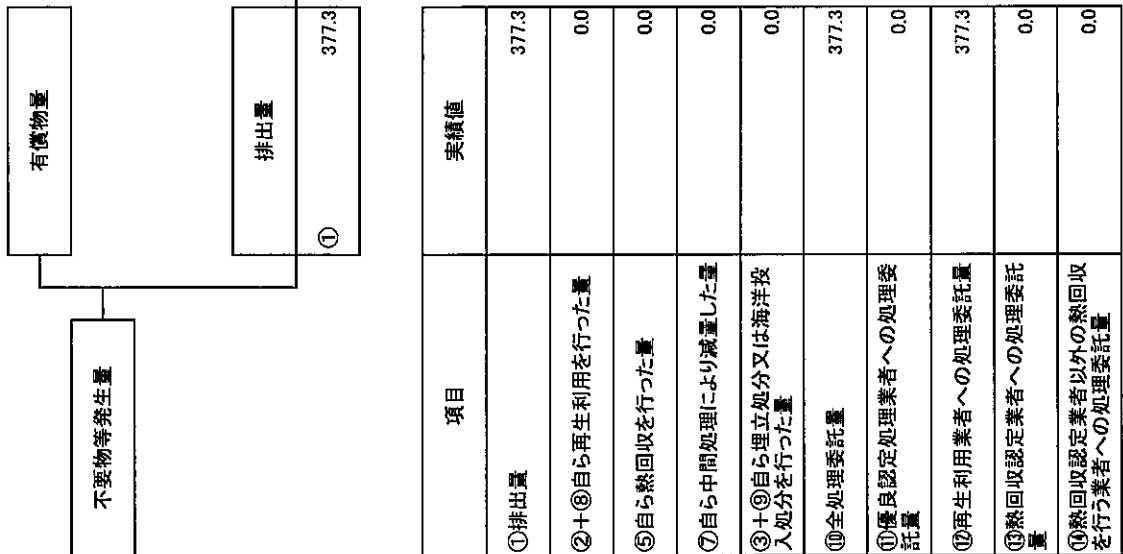 有償物量
不要物等発生量
排出量
① 377.3
項目 実績値
①排出量 377.3
②+⑧自ら再生利用を行った量 0.0
⑤自ら熱回収を行った量 0.0
⑦自ら中間処理により減量した量 0.0
③+⑨自ら埋立処分又は海洋投 0.0
入処分を行った量
⑩全処理委託量 377.3
⑪優良認定処理業者への処理委 0.0
託量
⑫再生利用業者への処理委託量 377.3
⑬熱回収認定業者への処理委託 0.0
量
⑭熱回収認定業者以外の熱回収 0.0
を行う業者への処理委託量